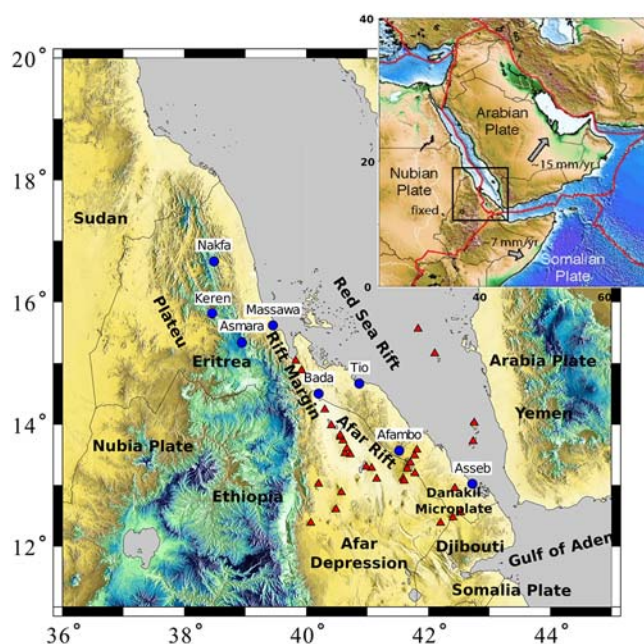 40
20
0
40
60
Arabian
Plate
~15 mm/yr
Nubian
Plate
fixed
7 mm/yr
Somalian
Plate
20°
18°
16°
14°
12°
36°
38°
40°
42°
44°
Sudan
Nakfa
Keren
Massawa
Asmara
Plateu
Eritrea
Rift Margin
Red Sea Rift
Bada
Tio
Arabia Plate
Yemen
Nubia Plate
Afar Rift
Afambo
Asseb
Ethiopia
Danakil
Microplate
Afar
Depression
Djibouti
Gulf of Aden
Somalia Plate